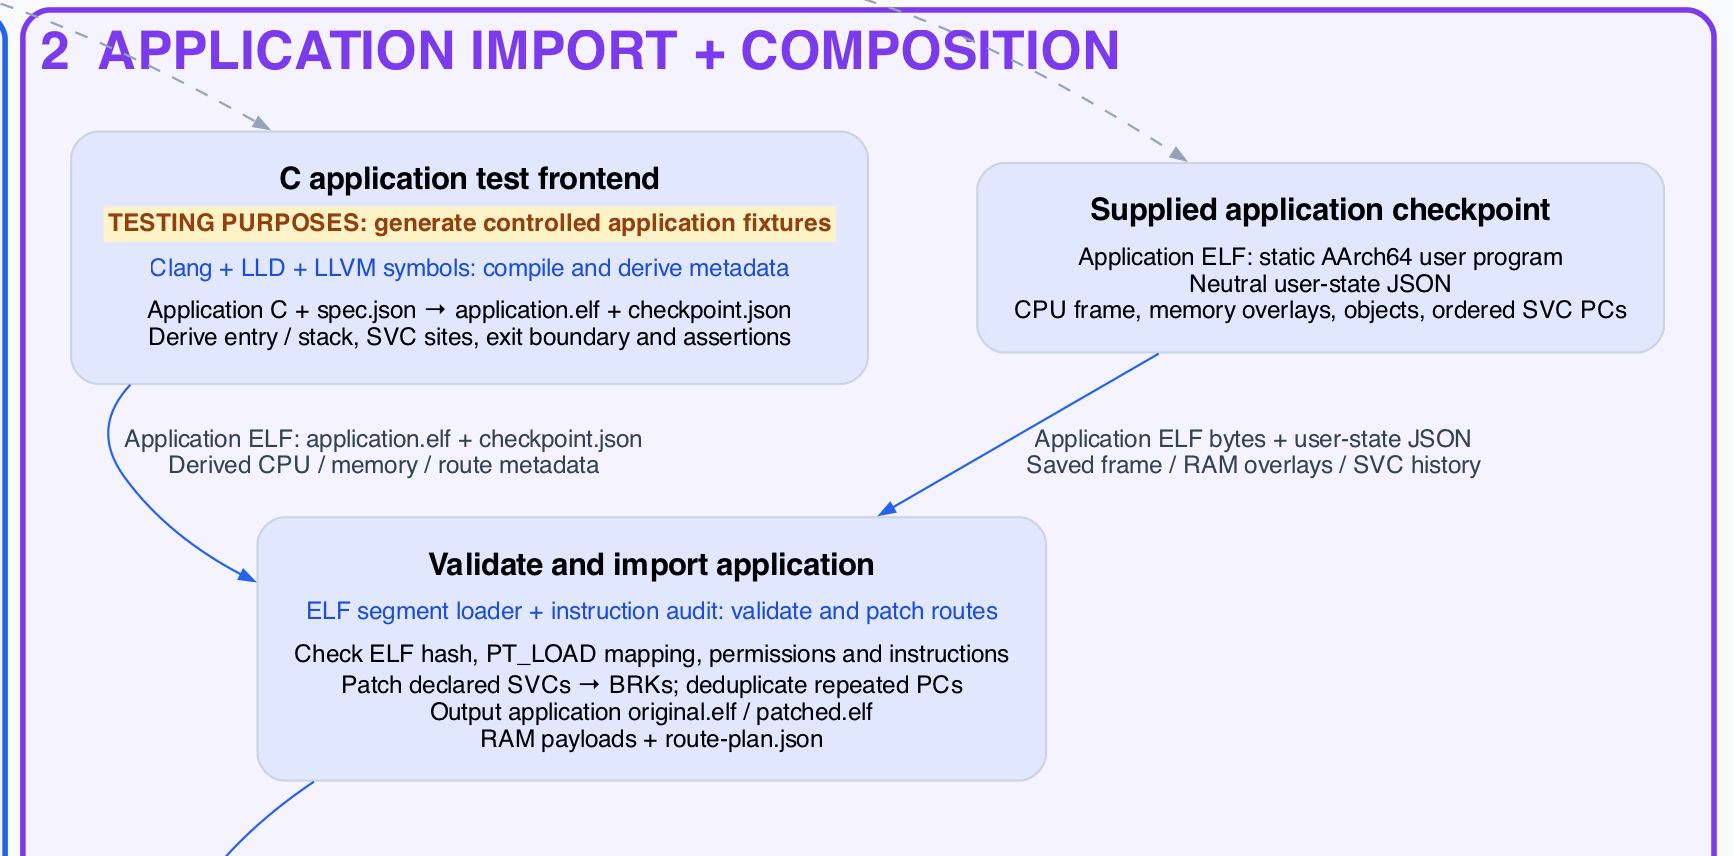 2 APPLICATION IMPORT + COMPOSITION
C application test frontend
TESTING PURPOSES: generate controlled application fixtures
Clang + LLD + LLVM symbols: compile and derive metadata
Application C + spec.json → application.elf + checkpoint.json
Derive entry / stack, SVC sites, exit boundary and assertions
Supplied application checkpoint
Application ELF: static AArch64 user program
Neutral user-state JSON
CPU frame, memory overlays, objects, ordered SVC PCs
Application ELF: application.elf + checkpoint.json
Derived CPU / memory / route metadata
Application ELF bytes + user-state JSON
Saved frame / RAM overlays / SVC history
Validate and import application
ELF segment loader + instruction audit: validate and patch routes
Check ELF hash, PT_LOAD mapping, permissions and instructions
Patch declared SVCs → BRKs; deduplicate repeated PCs
Output application original.elf / patched.elf
RAM payloads + route-plan.json